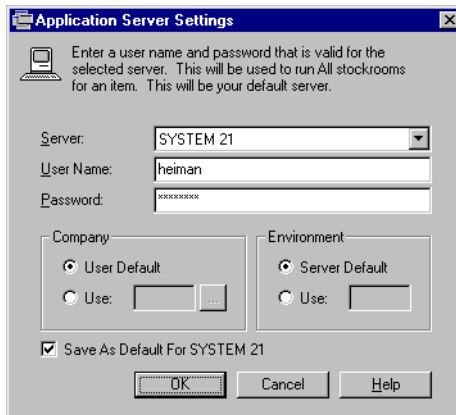 Application Server Settings
Enter a user name and password that is valid for the
selected server.  This will be used to run All stockrooms
for an item.  This will be your default server.
Server: SYSTEM 21
User Name: heiman
Password: ********
Company
Environment
User Default
Server Default
Use: ...
Use:
Save As Default For SYSTEM 21
OK Cancel Help